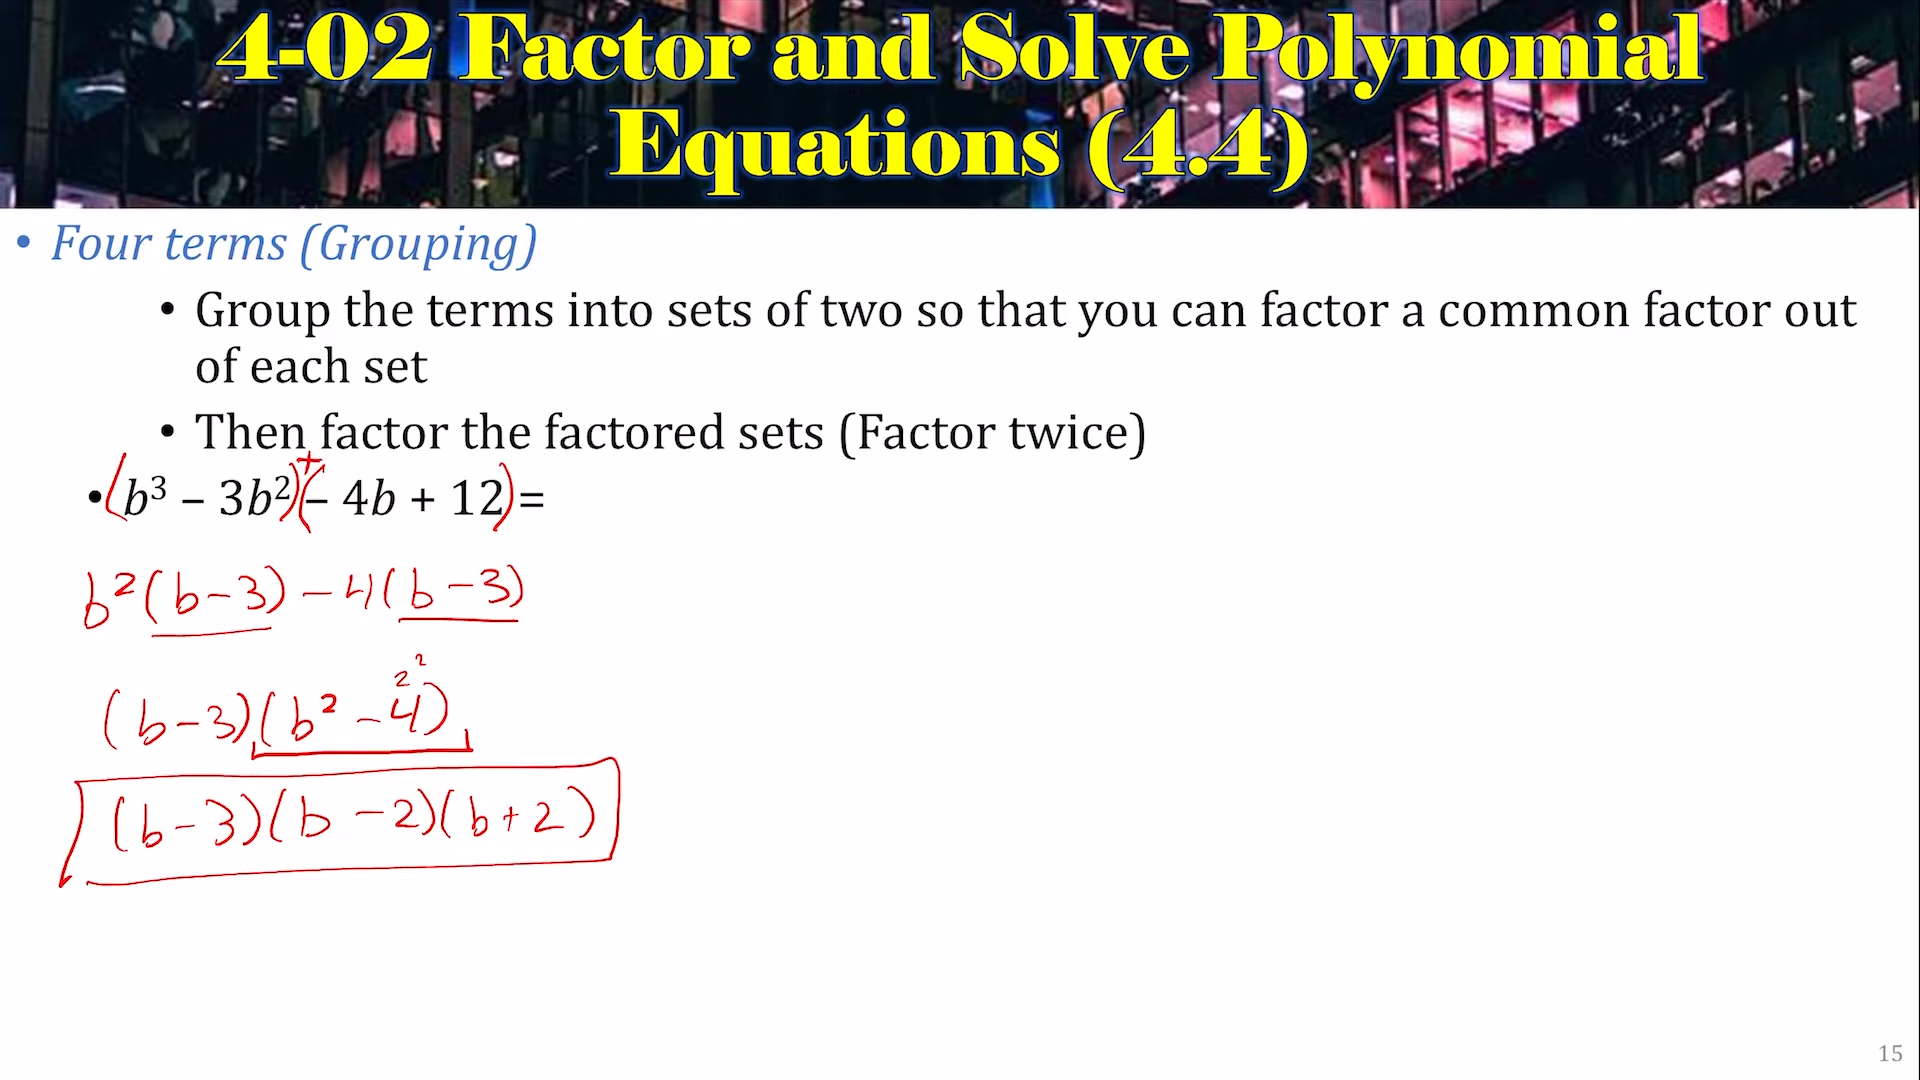 4-02 Factor and Solve Polynomial
Equations (4.4)
• Four terms (Grouping)
• Group the terms into sets of two so that you can factor a common factor out
of each set
• Then factor the factored sets (Factor twice)
• (b³ – 3b²)+(– 4b + 12) =
b²(b-3) - 4(b-3)
2²
(b-3)(b² - 4)
(b-3)(b-2)(b+2)
15